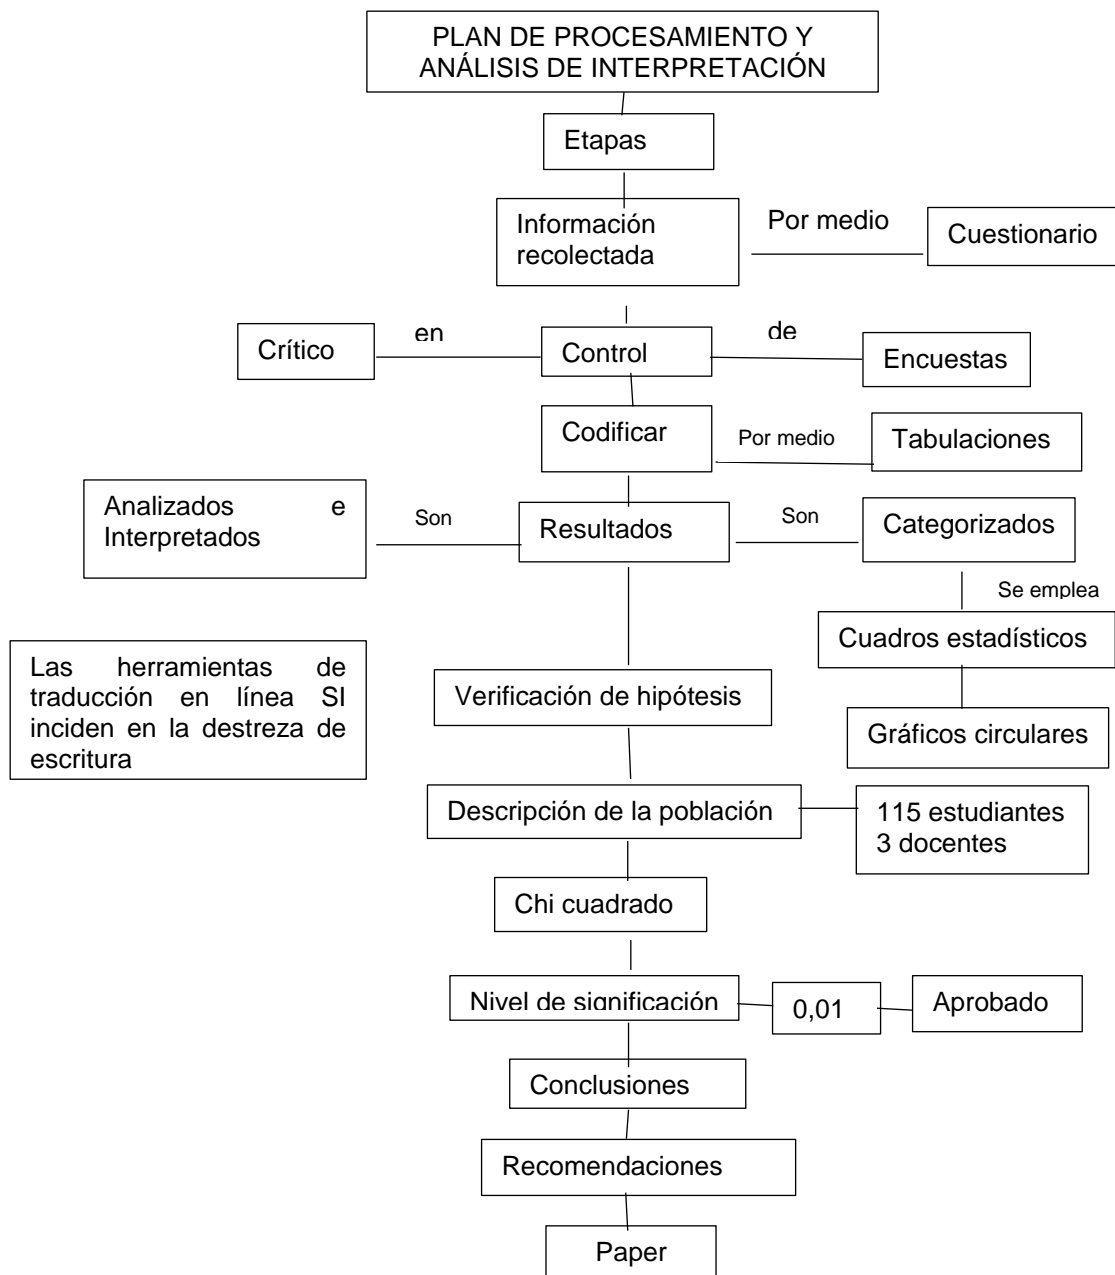 PLAN DE PROCESAMIENTO Y
ANÁLISIS DE INTERPRETACIÓN
Etapas
Información
recolectada
Por medio
Cuestionario
Crítico
en
Control
de
Encuestas
Codificar
Por medio
Tabulaciones
Analizados e
Interpretados
Son
Resultados
Son
Categorizados
Se emplea
Cuadros estadísticos
Las herramientas de
traducción en línea SI
inciden en la destreza de
escritura
Verificación de hipótesis
Gráficos circulares
Descripción de la población
115 estudiantes
3 docentes
Chi cuadrado
Nivel de significación
0,01
Aprobado
Conclusiones
Recomendaciones
Paper